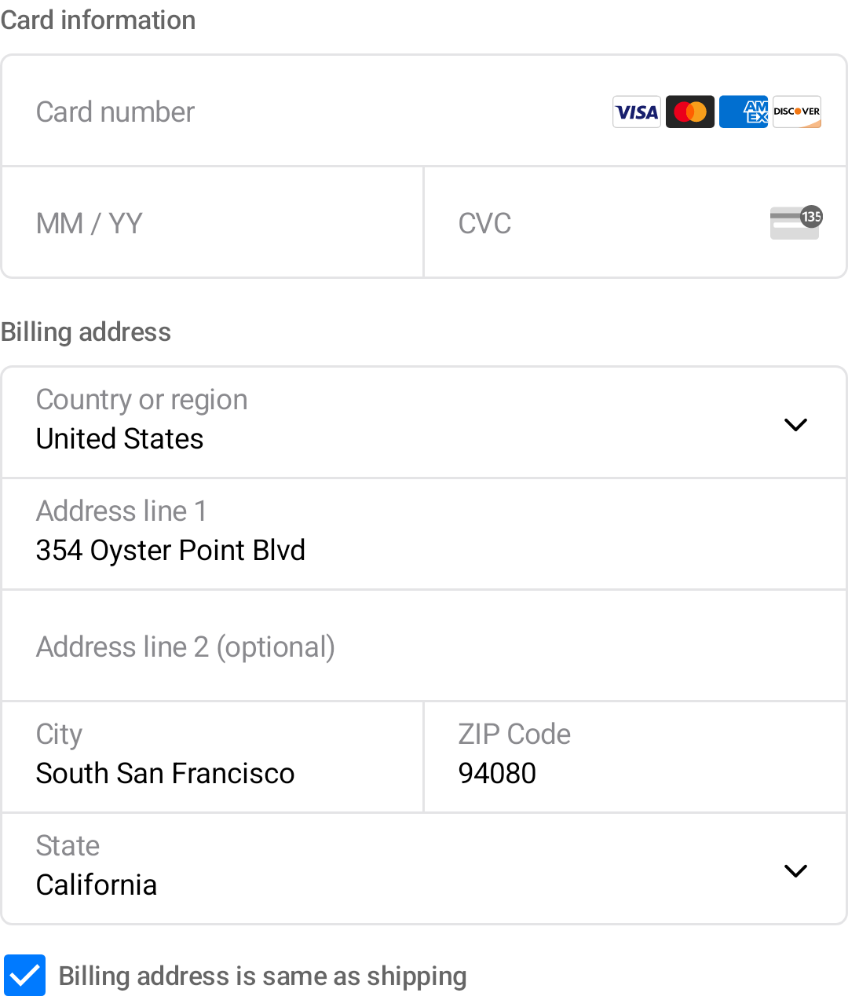 Card information
Card number VISA AMEX DISCOVER
MM / YY CVC 135
Billing address
Country or region
United States
Address line 1
354 Oyster Point Blvd
Address line 2 (optional)
City ZIP Code
South San Francisco 94080
State
California
Billing address is same as shipping